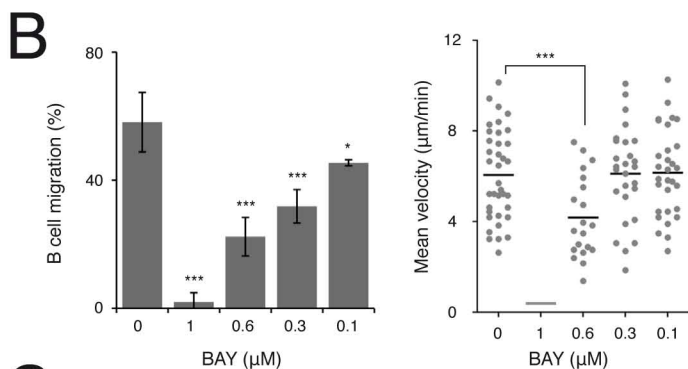 B
80
40
0
B cell migration (%)
***
***
***
*
0 1 0.6 0.3 0.1
BAY (µM)
12
8
4
0
Mean velocity (µm/min)
***
0 1 0.6 0.3 0.1
BAY (µM)